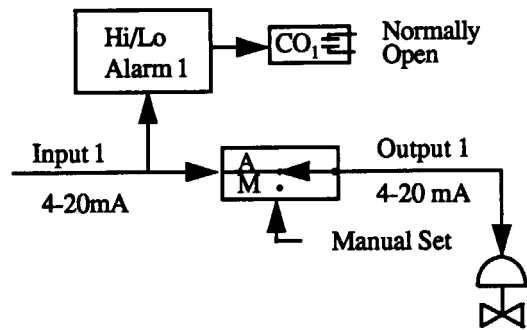 Hi/Lo
Alarm 1
CO₁
Normally
Open
Input 1
4-20mA
A
M
Output 1
4-20 mA
Manual Set